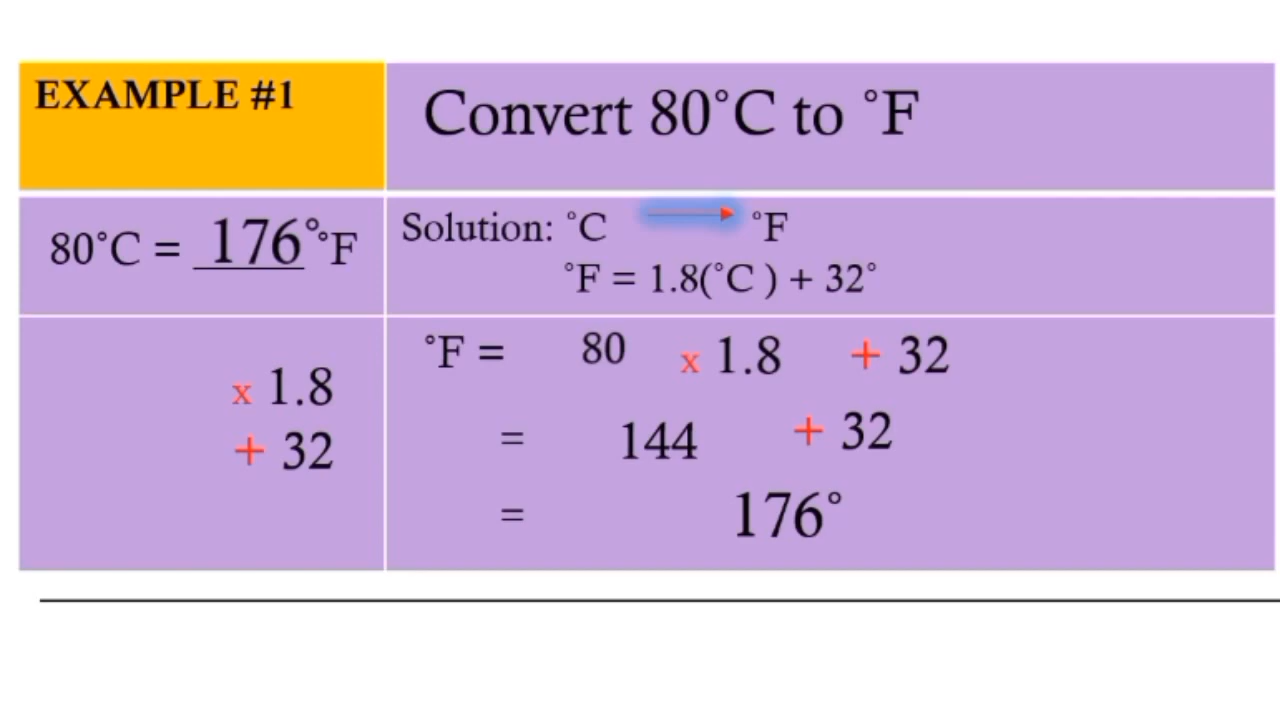 EXAMPLE #1
Convert 80°C to °F
80°C = 176°°F
Solution: °C °F
°F = 1.8(°C ) + 32°
x 1.8
+ 32
°F = 80 x 1.8 + 32
= 144 + 32
= 176°